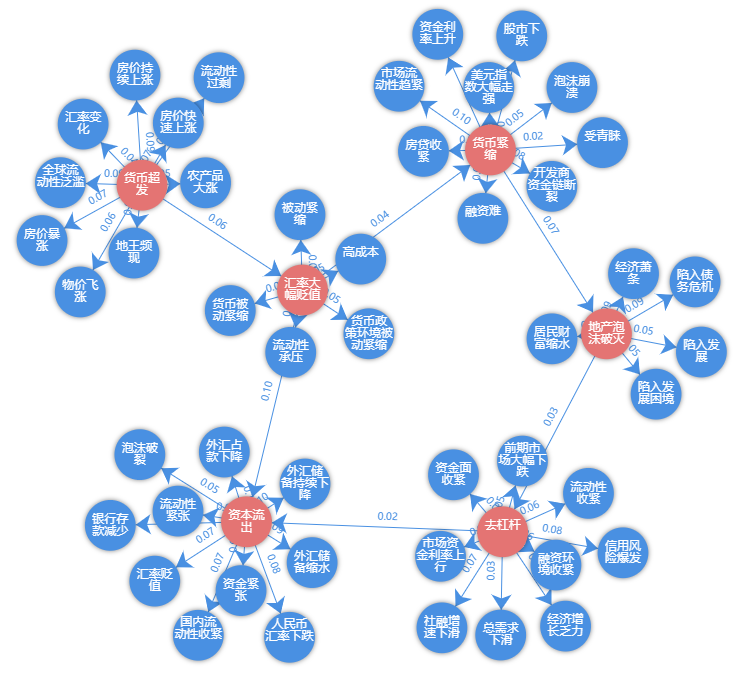 资金利
率上升
股市下
跌
房价持
续上涨
流动性
过剩
市场流
动性趋紧
美元指
数大幅走
强
泡沫崩
溃
汇率变
化
房价快
速上涨
0.10
0.05
0.02
受青睐
房贷收
紧
货币紧
缩
全球流
动性泛滥
货币超
发
农产品
大涨
开发商
资金链断
裂
0.07
0.06
0.06
被动紧
缩
0.04
融资难
0.07
房价暴
涨
地王频
现
高成本
物价飞
涨
汇率大
幅贬值
经济萧
条
陷入债
务危机
货币被
动紧缩
货币政
策环境被
动紧缩
0.09
0.05
居民财
富缩水
地产泡
沫破灭
陷入发
展
流动性
承压
陷入发
展困境
0.10
0.03
泡沫破
裂
外汇占
款下降
外汇储
备持续下
降
资金面
收紧
前期市
场大幅下
跌
流动性
收紧
0.05
0.06
银行存
款减少
流动性
紧张
资本流
出
0.02
去杠杆
0.08
0.07
市场资
金利率上
行
融资环
境收紧
信用风
险爆发
汇率贬
值
0.07
资金紧
张
0.08
外汇储
备缩水
0.07
0.03
国内流
动性收紧
人民币
汇率下跌
社融增
速下滑
总需求
下滑
经济增
长乏力